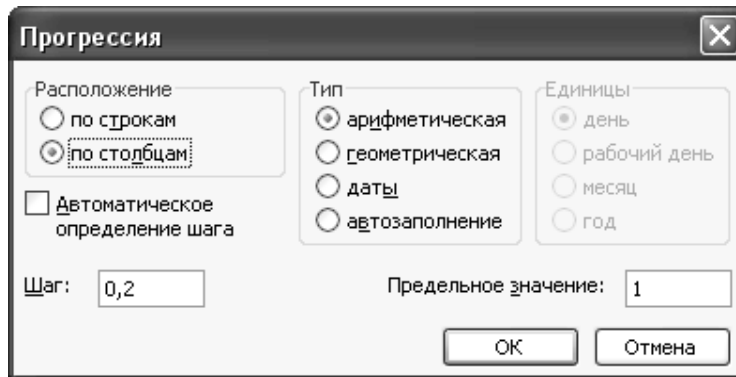 Прогрессия
Расположение
по строкам
по столбцам
Автоматическое
определение шага
Тип
арифметическая
геометрическая
даты
автозаполнение
Единицы
день
рабочий день
месяц
год
Шаг: 0,2
Предельное значение: 1
ОК
Отмена